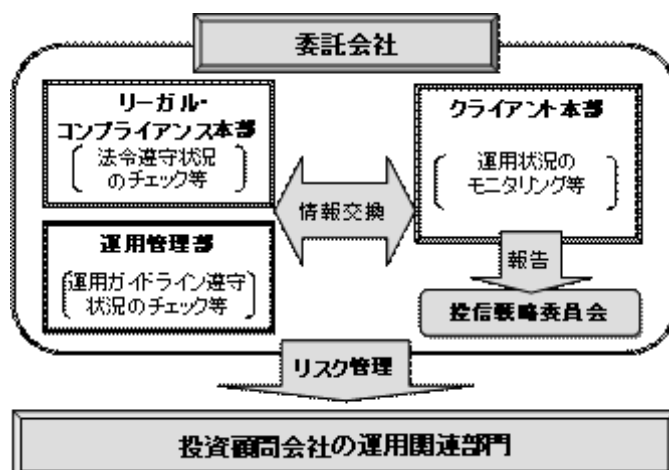 委託会社
リーガル・
コンプライアンス本部
法令遵守状況
のチェック等
運用管理部
運用ガイドライン遵守
状況のチェック等
情報交換
クライアント本部
運用状況の
モニタリング等
報告
投信戦略委員会
リスク管理
投資顧問会社の運用関連部門